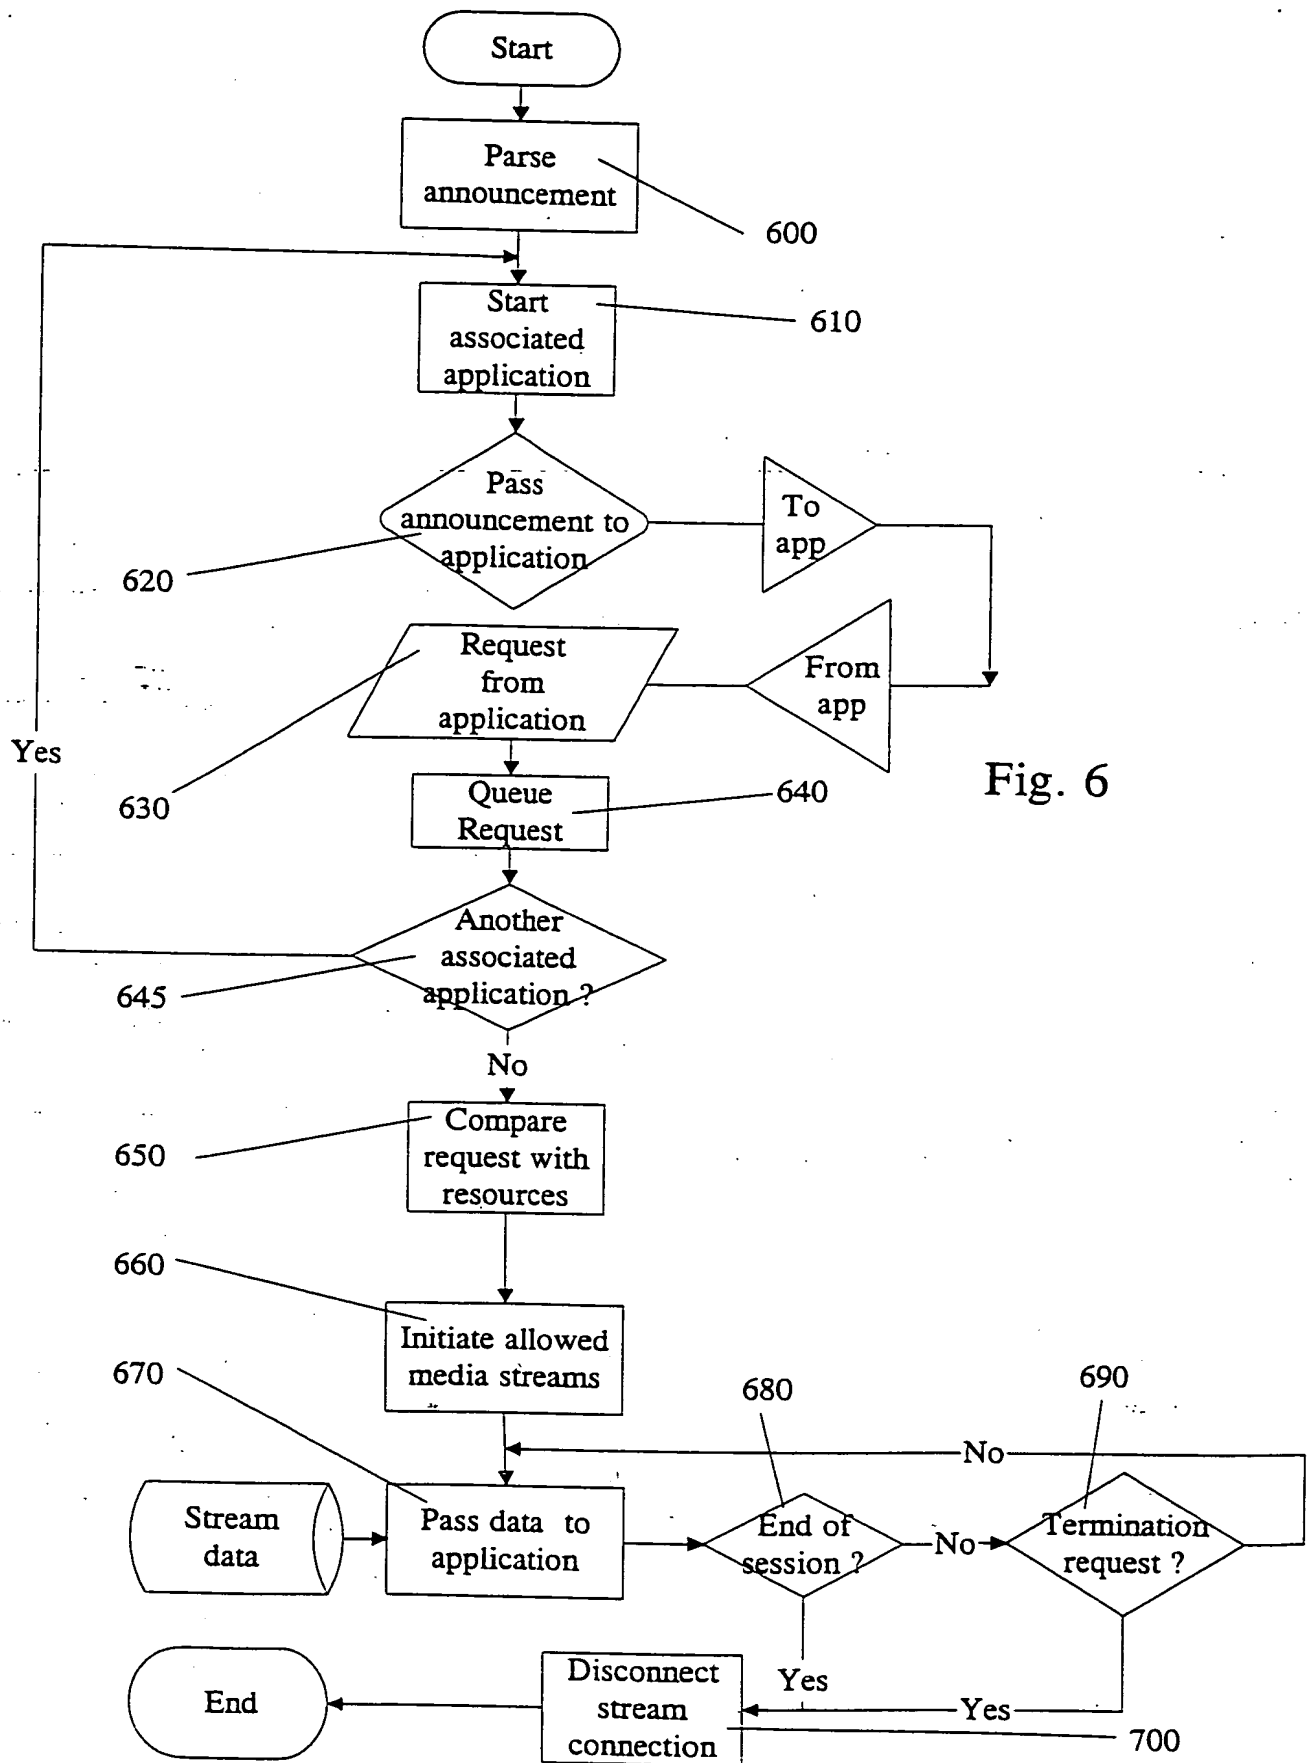 Start
Parse
announcement
600
Start
associated
application
610
Pass
announcement to
application
620
To
app
Request
from
application
630
From
app
Yes
Queue
Request
640
Fig. 6
Another
associated
application ?
645
No
Compare
request with
resources
650
660
Initiate allowed
media streams
670
680
690
No
Stream
data
Pass data to
application
End of
session ?
No
Termination
request ?
End
Disconnect
stream
connection
Yes
Yes
700